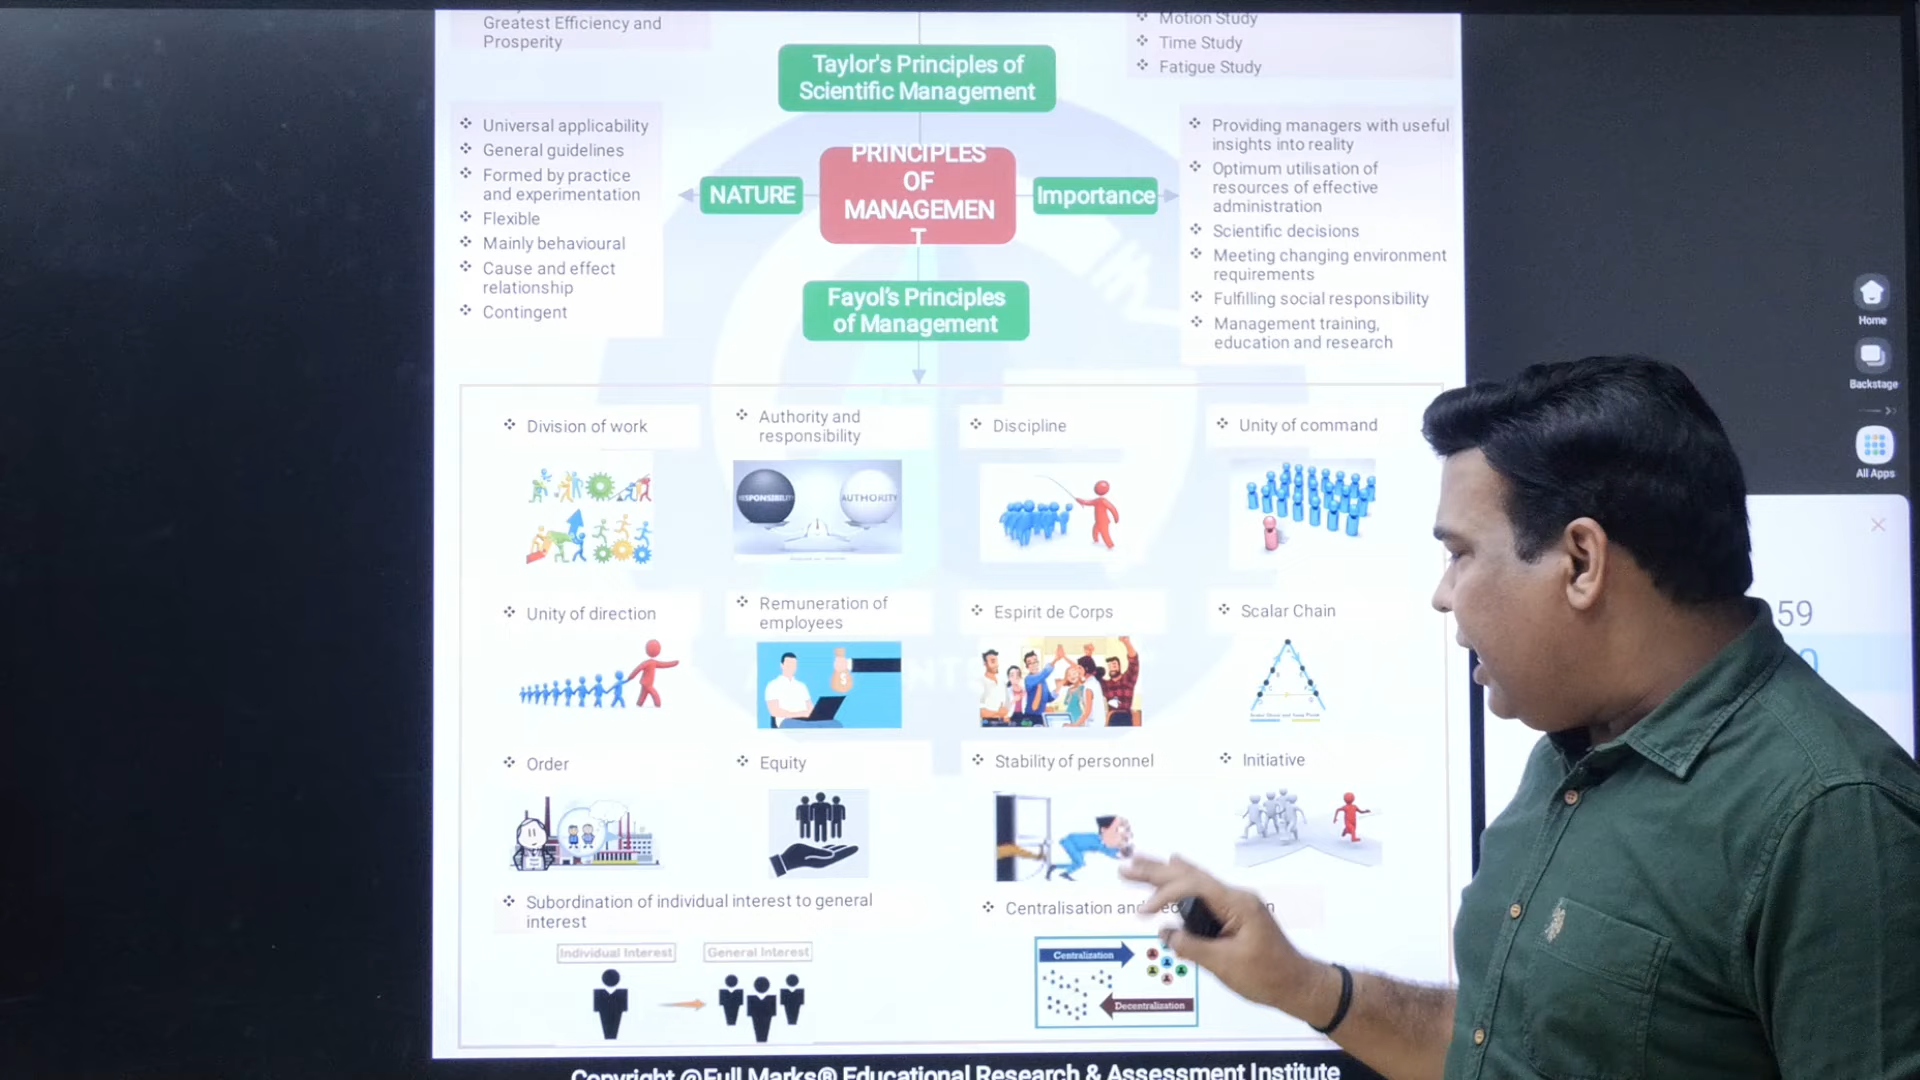 Greatest Efficiency and
Prosperity
Motion Study
Time Study
Fatigue Study
Taylor's Principles of
Scientific Management
Universal applicability
General guidelines
Formed by practice
and experimentation
Flexible
Mainly behavioural
Cause and effect
relationship
Contingent
NATURE
PRINCIPLES
OF
MANAGEMEN
T
Importance
Providing managers with useful
insights into reality
Optimum utilisation of
resources of effective
administration
Scientific decisions
Meeting changing environment
requirements
Fulfilling social responsibility
Management training,
education and research
Fayol's Principles
of Management
Home
Backstage
All Apps
Division of work
Authority and
responsibility
Discipline
Unity of command
RESPONSIBILITY
AUTHORITY
Unity of direction
Remuneration of
employees
Espirit de Corps
Scalar Chain
59
Order
Equity
Stability of personnel
Initiative
Subordination of individual interest to general
interest
Centralisation and
Individual Interest
General Interest
Centralization
Decentralization
Copyright @Full Marks® Educational Research & Assessment Institute